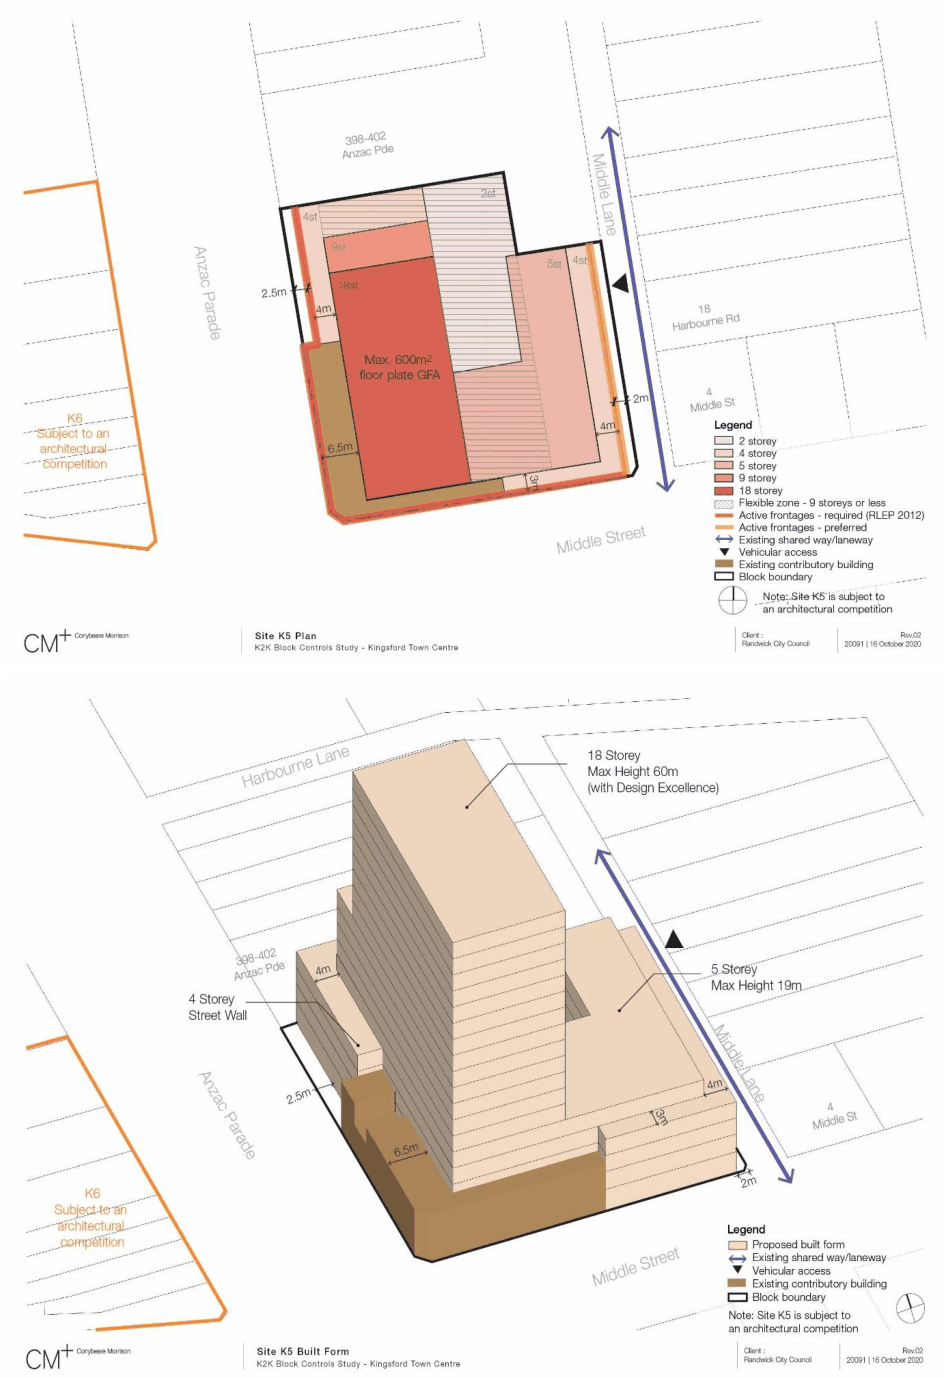 398-402
Anzac Pde
2st
Middle Lane
4st
9st
5st
4st
Anzac Parade
18st
2.5m
4m
18
Harbourne Rd
Max. 600m²
floor plate GFA
4
Middle St
2m
K6
Subject to an
architectural
competition
4m
6.5m
3m
Middle Street
Legend
2 storey
4 storey
5 storey
9 storey
18 storey
Flexible zone - 9 storeys or less
Active frontages - required (RLEP 2012)
Active frontages - preferred
Existing shared way/laneway
Vehicular access
Existing contributory building
Block boundary
Note: Site K5 is subject to
an architectural competition
CM+ Conybeare Morrison
Site K5 Plan
K2K Block Controls Study - Kingsford Town Centre
Client :
Randwick City Council
Rev.02
20091 | 16 October 2020
Harbourne Lane
18 Storey
Max Height 60m
(with Design Excellence)
398-402
Anzac Pde
4m
5 Storey
Max Height 19m
4 Storey
Street Wall
Middle Lane
2.5m
Anzac Parade
4m
3m
4
Middle St
6.5m
2m
K6
Subject to an
architectural
competition
Middle Street
Legend
Proposed built form
Existing shared way/laneway
Vehicular access
Existing contributory building
Block boundary
Note: Site K5 is subject to
an architectural competition
CM+ Conybeare Morrison
Site K5 Built Form
K2K Block Controls Study - Kingsford Town Centre
Client :
Randwick City Council
Rev.02
20091 | 16 October 2020